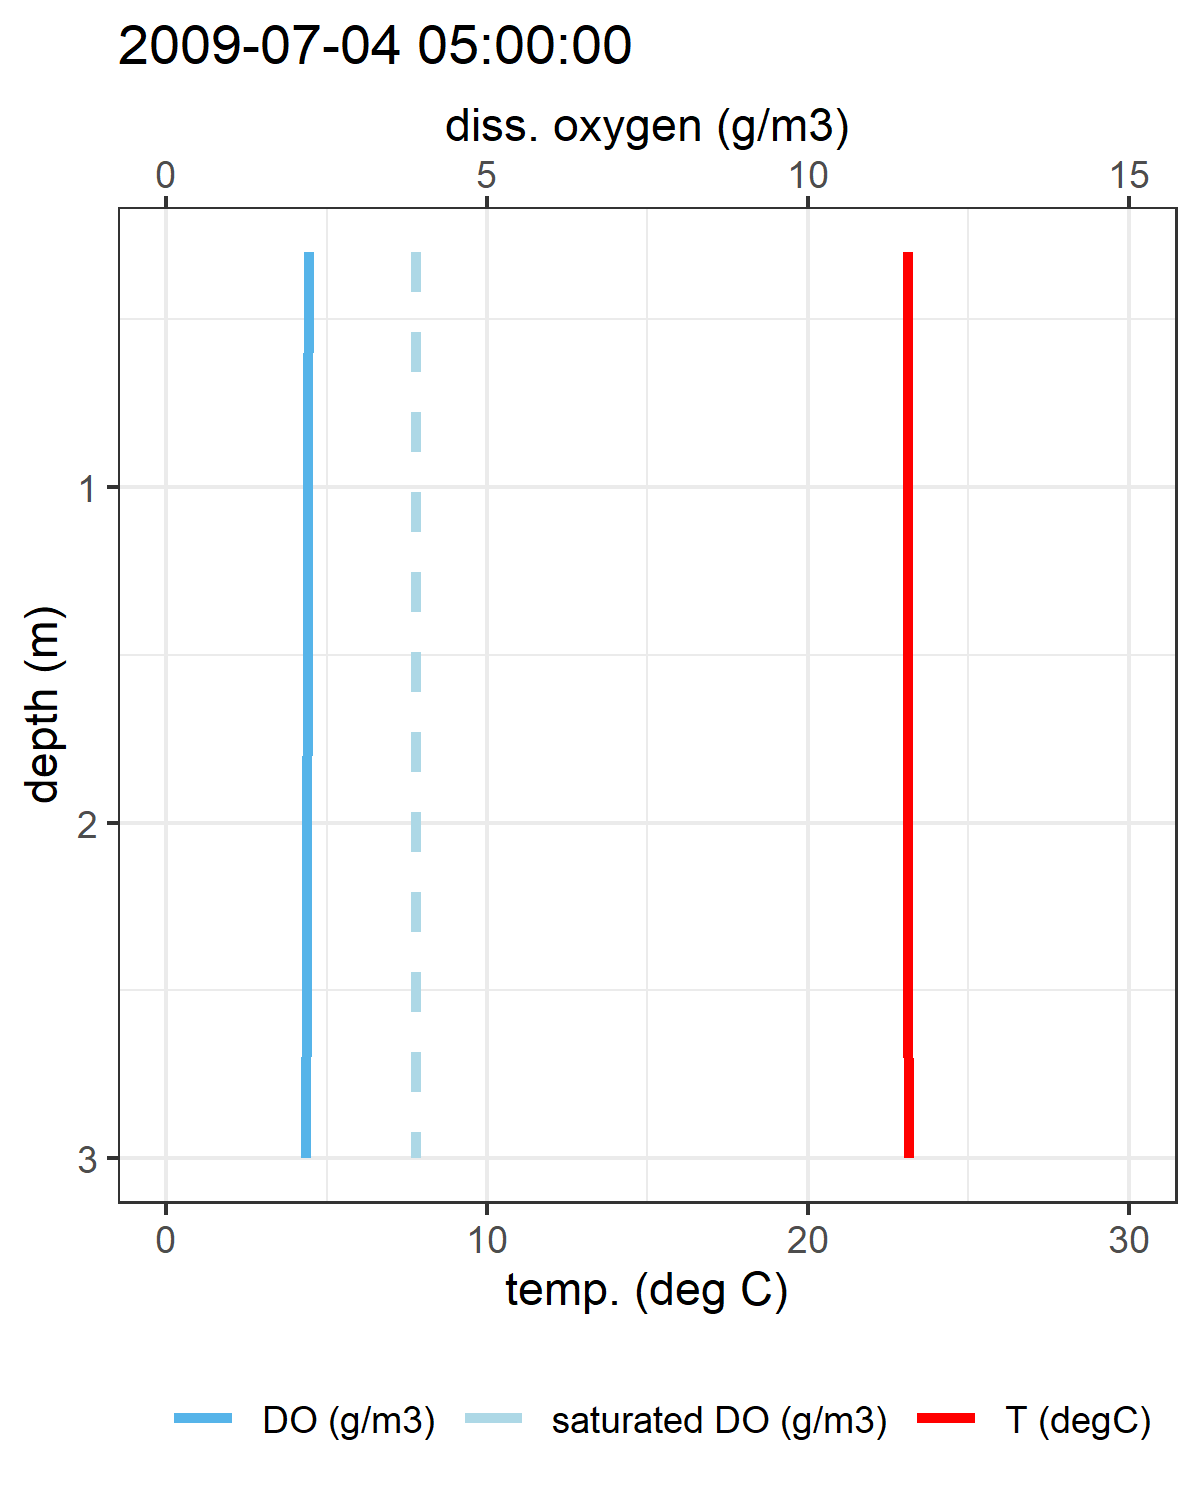 2009-07-04 05:00:00
diss. oxygen (g/m3)
0 5 10 15
depth (m)
1
2
3
0 10 20 30
temp. (deg C)
DO (g/m3) saturated DO (g/m3) T (degC)